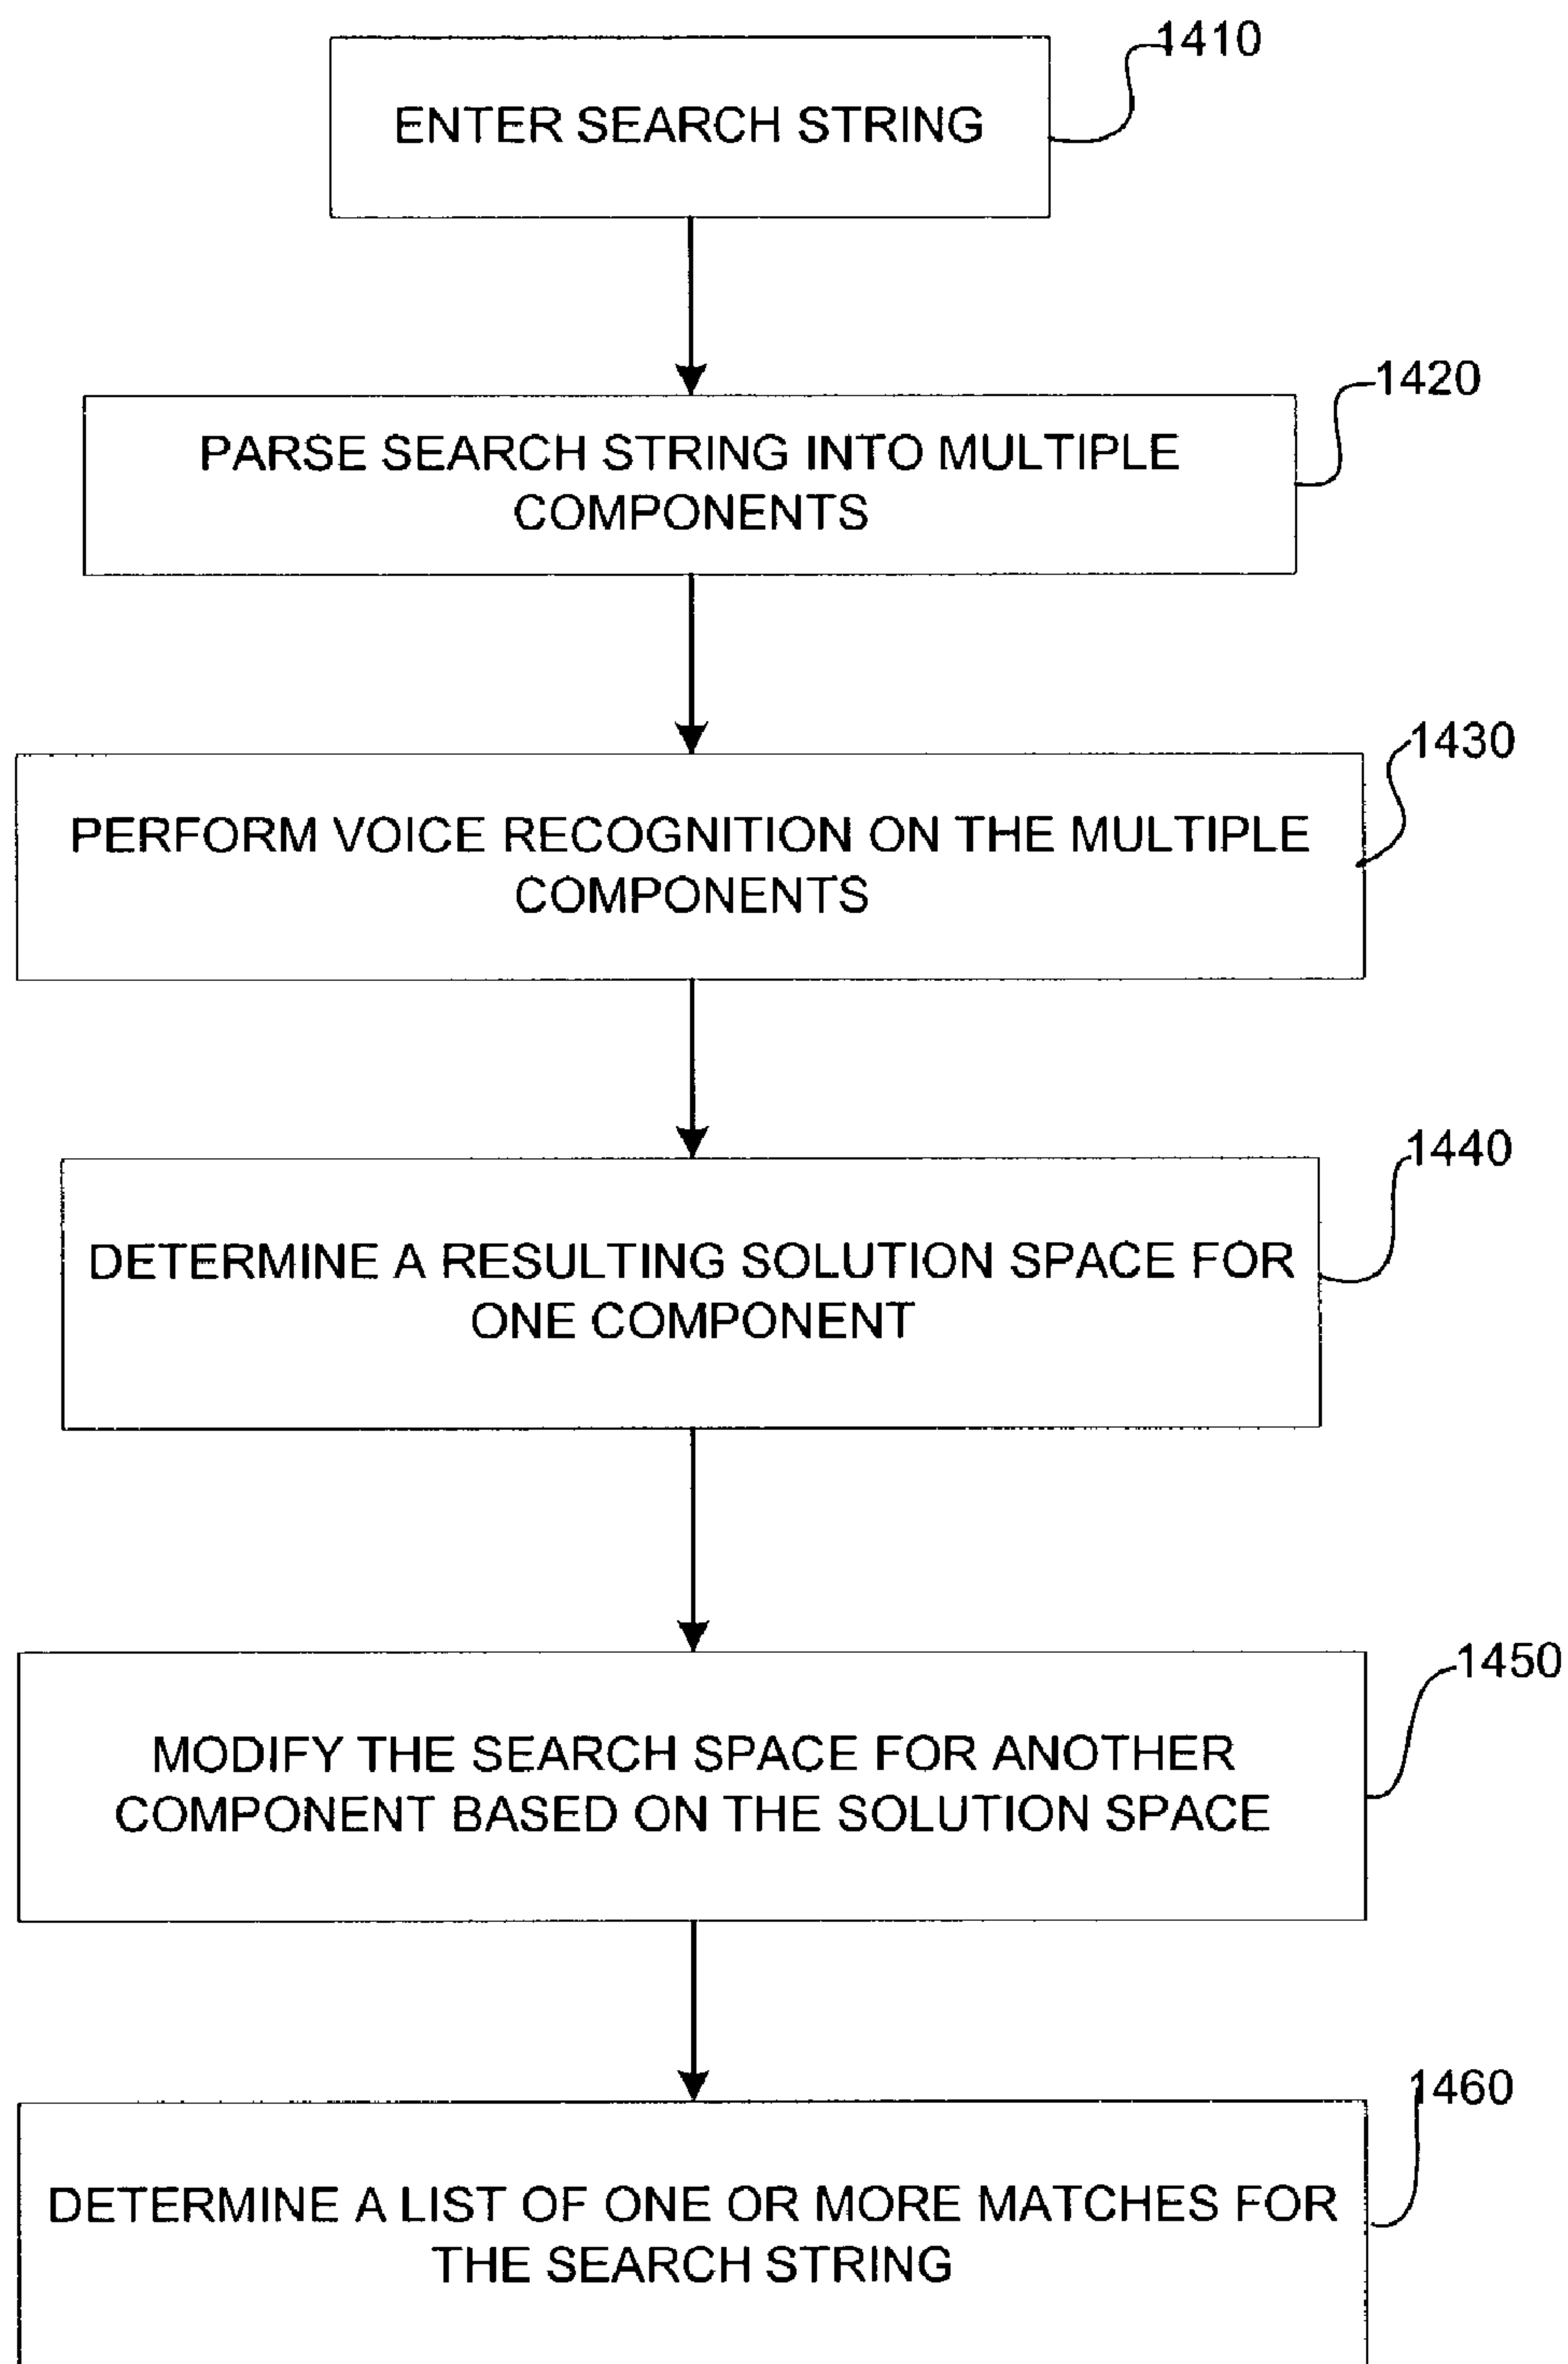 1410
ENTER SEARCH STRING
1420
PARSE SEARCH STRING INTO MULTIPLE
COMPONENTS
1430
PERFORM VOICE RECOGNITION ON THE MULTIPLE
COMPONENTS
1440
DETERMINE A RESULTING SOLUTION SPACE FOR
ONE COMPONENT
1450
MODIFY THE SEARCH SPACE FOR ANOTHER
COMPONENT BASED ON THE SOLUTION SPACE
1460
DETERMINE A LIST OF ONE OR MORE MATCHES FOR
THE SEARCH STRING